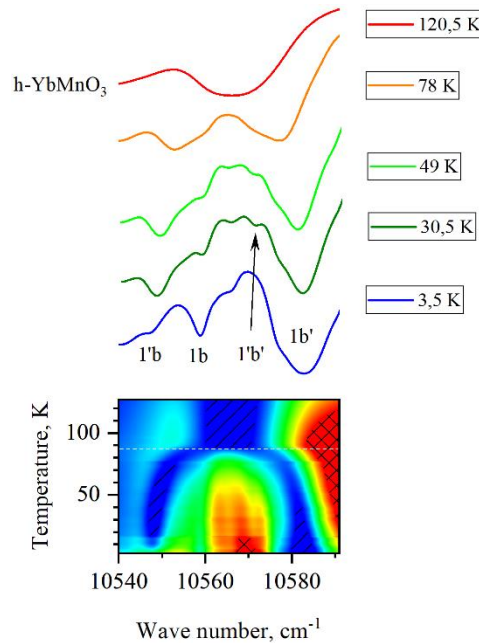 120,5 K
h-YbMnO3
78 K
49 K
30,5 K
3,5 K
1'b 1b 1'b' 1b'
Temperature, K
100
50
10540 10560 10580
Wave number, cm-1